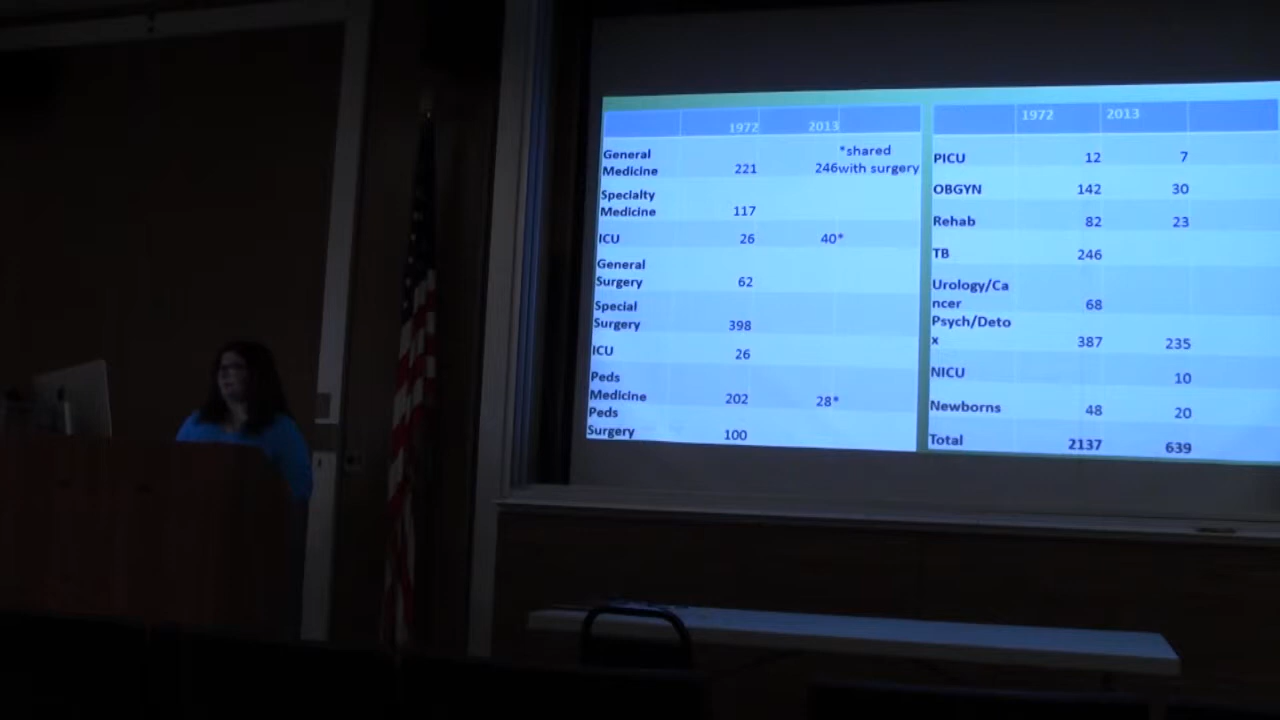 1972 2013
General
Medicine 221 246 *shared
with surgery
Specialty
Medicine 117
ICU 26 40*
General
Surgery 62
Special
Surgery 398
ICU 26
Peds
Medicine 202 28*
Peds
Surgery 100
1972 2013
PICU 12 7
OBGYN 142 30
Rehab 82 23
TB 246
Urology/Ca
ncer 68
Psych/Deto
x 387 235
NICU 10
Newborns 48 20
Total 2137 639